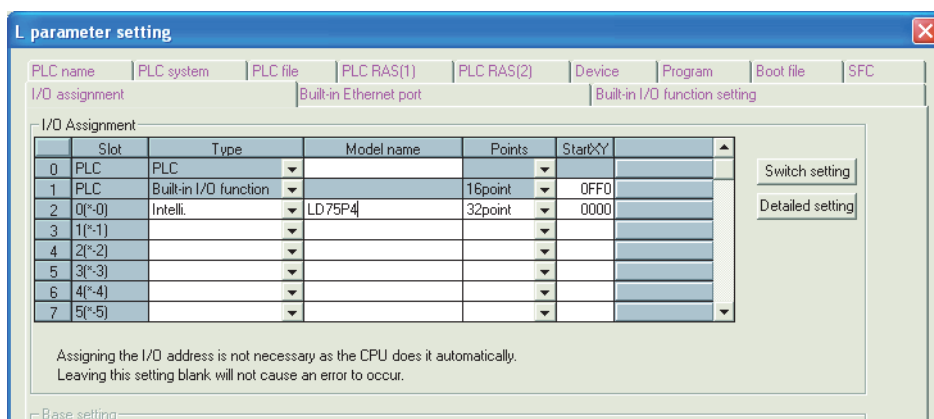 L parameter setting
PLC name PLC system PLC file PLC RAS(1) PLC RAS(2) Device Program Boot file SFC
I/O assignment Built-in Ethernet port Built-in I/O function setting
I/O Assignment
Slot Type Model name Points StartXY
0 PLC PLC
1 PLC Built-in I/O function 16point 0FF0
2 0(*-0) Intelli. LD75P4 32point 0000
3 1(*-1)
4 2(*-2)
5 3(*-3)
6 4(*-4)
7 5(*-5)
Switch setting
Detailed setting
Assigning the I/O address is not necessary as the CPU does it automatically.
Leaving this setting blank will not cause an error to occur.
Base setting